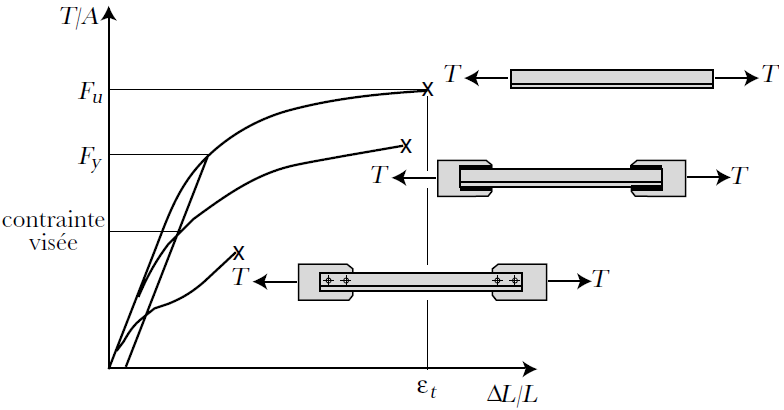 T/A
T
T
F_u
F_y
T
T
contrainte
visée
T
T
ε_t
ΔL/L